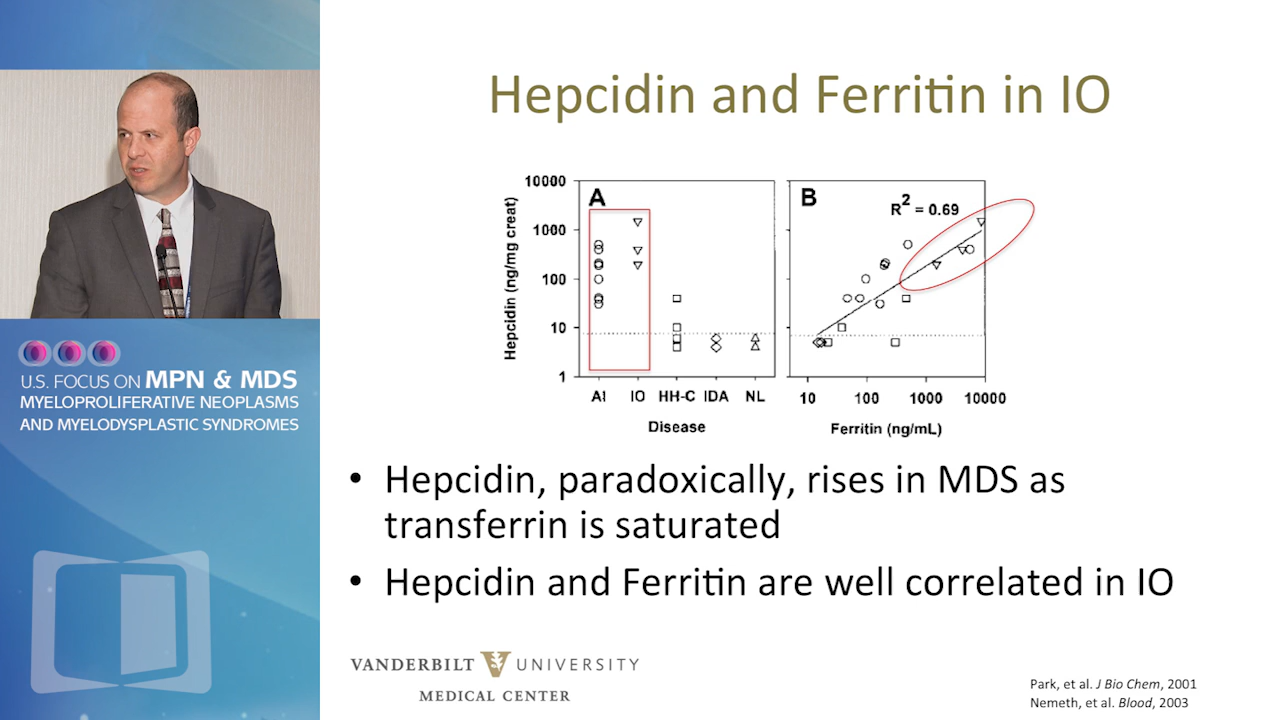 Hepcidin and Ferritin in IO
A
B
R2 = 0.69
10000
1000
100
10
1
Hepcidin (ng/mg creat)
AI IO HH-C IDA NL
Disease
10 100 1000 10000
Ferritin (ng/mL)
• Hepcidin, paradoxically, rises in MDS as
transferrin is saturated
• Hepcidin and Ferritin are well correlated in IO
U.S. FOCUS ON MPN & MDS
MYELOPROLIFERATIVE NEOPLASMS
AND MYELODYSPLASTIC SYNDROMES
VANDERBILT UNIVERSITY
MEDICAL CENTER
Park, et al. J Bio Chem, 2001
Nemeth, et al. Blood, 2003